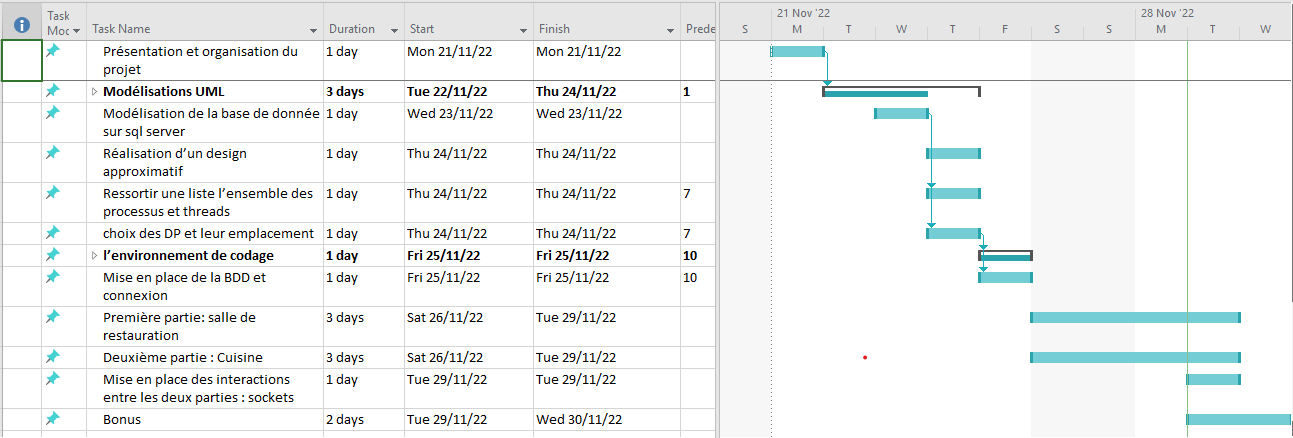 Task Moc Task Name Duration Start Finish Prede
21 Nov '22 28 Nov '22
S M T W T F S S M T W
Présentation et organisation du 1 day Mon 21/11/22 Mon 21/11/22
projet
Modélisations UML 3 days Tue 22/11/22 Thu 24/11/22 1
Modélisation de la base de donnée 1 day Wed 23/11/22 Wed 23/11/22
sur sql server
Réalisation d'un design 1 day Thu 24/11/22 Thu 24/11/22
approximatif
Ressortir une liste l'ensemble des 1 day Thu 24/11/22 Thu 24/11/22 7
processus et threads
choix des DP et leur emplacement 1 day Thu 24/11/22 Thu 24/11/22 7
l'environnement de codage 1 day Fri 25/11/22 Fri 25/11/22 10
Mise en place de la BDD et 1 day Fri 25/11/22 Fri 25/11/22 10
connexion
Première partie: salle de 3 days Sat 26/11/22 Tue 29/11/22
restauration
Deuxième partie : Cuisine 3 days Sat 26/11/22 Tue 29/11/22
Mise en place des interactions 1 day Tue 29/11/22 Tue 29/11/22
entre les deux parties : sockets
Bonus 2 days Tue 29/11/22 Wed 30/11/22